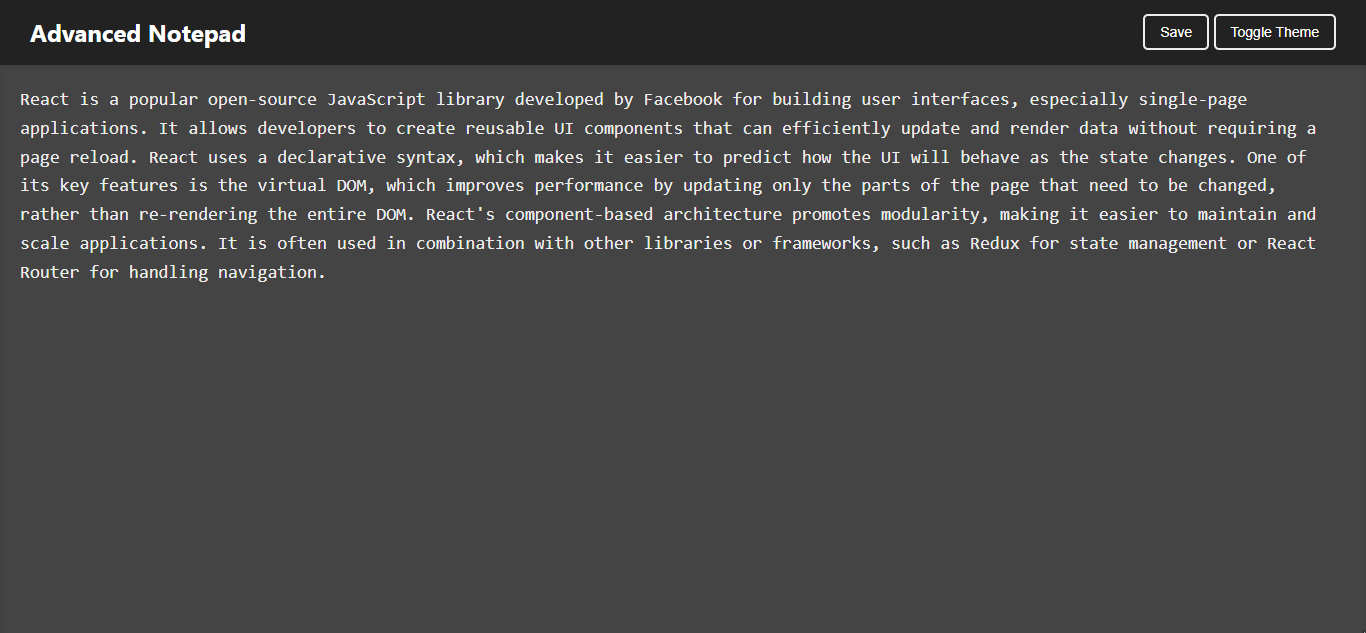 Advanced Notepad
Save
Toggle Theme
React is a popular open-source JavaScript library developed by Facebook for building user interfaces, especially single-page
applications. It allows developers to create reusable UI components that can efficiently update and render data without requiring a
page reload. React uses a declarative syntax, which makes it easier to predict how the UI will behave as the state changes. One of
its key features is the virtual DOM, which improves performance by updating only the parts of the page that need to be changed,
rather than re-rendering the entire DOM. React's component-based architecture promotes modularity, making it easier to maintain and
scale applications. It is often used in combination with other libraries or frameworks, such as Redux for state management or React
Router for handling navigation.